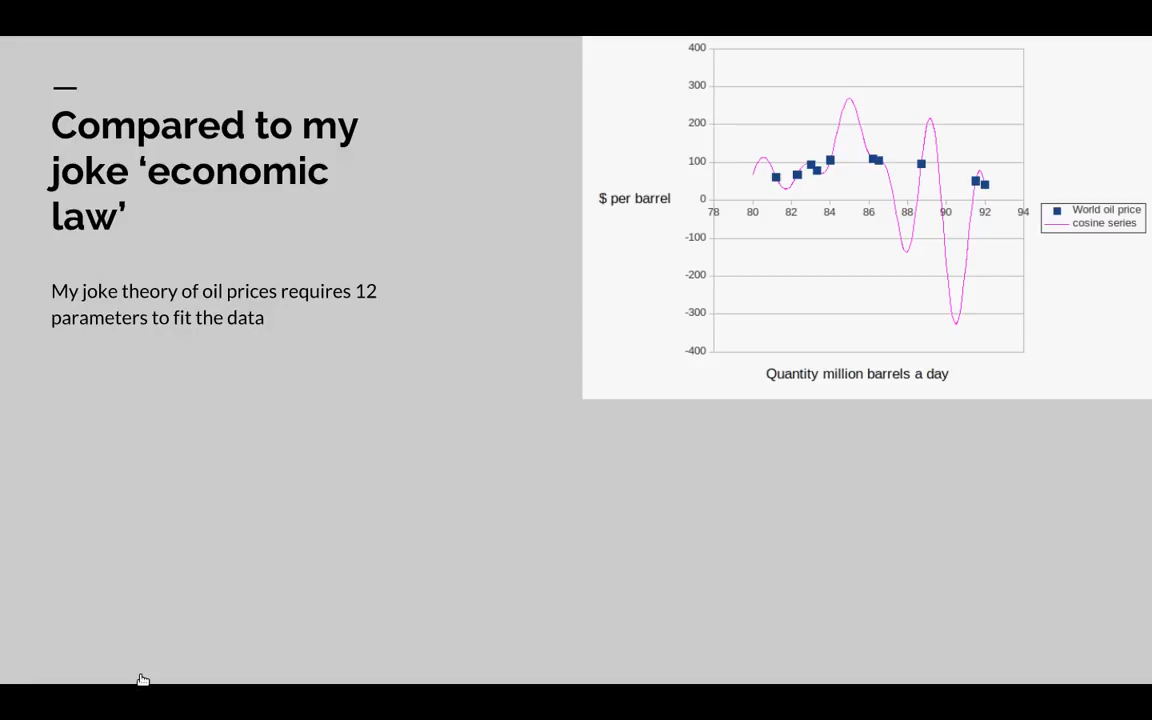 Compared to my
joke ‘economic
law’
My joke theory of oil prices requires 12
parameters to fit the data
400
300
200
100
0
-100
-200
-300
-400
$ per barrel
78 80 82 84 86 88 90 92 94
Quantity million barrels a day
World oil price
cosine series